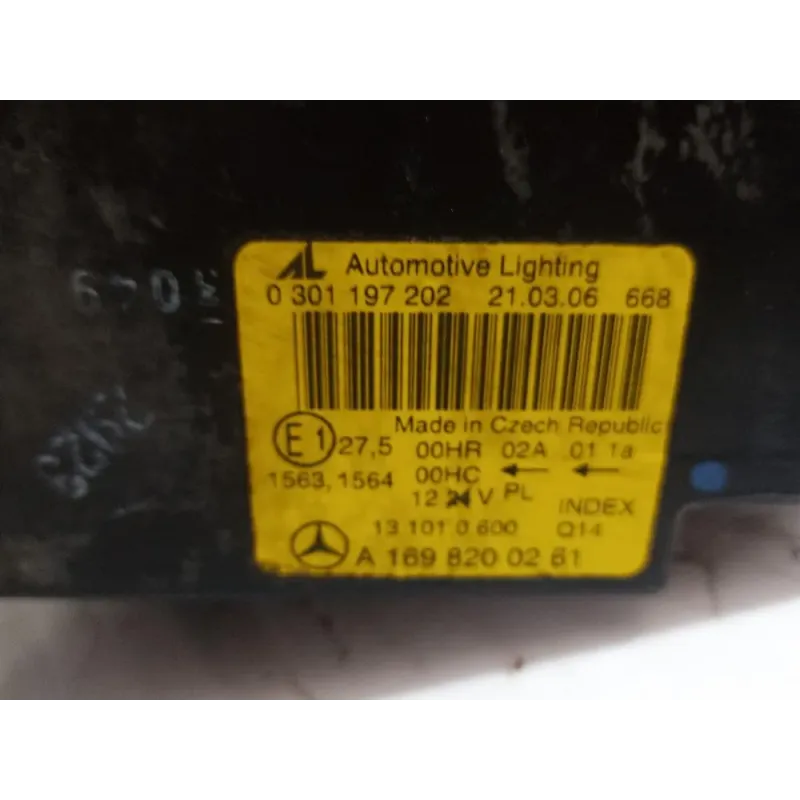 AL Automotive Lighting
0 301 197 202 21.03.06 668
Made in Czech Republic
E1 27,5 00HR 02A 01 1a
1563, 1564 00HC ← ←
12 24 V PL
INDEX
13 101 0 600 Q14
A 169 820 02 61